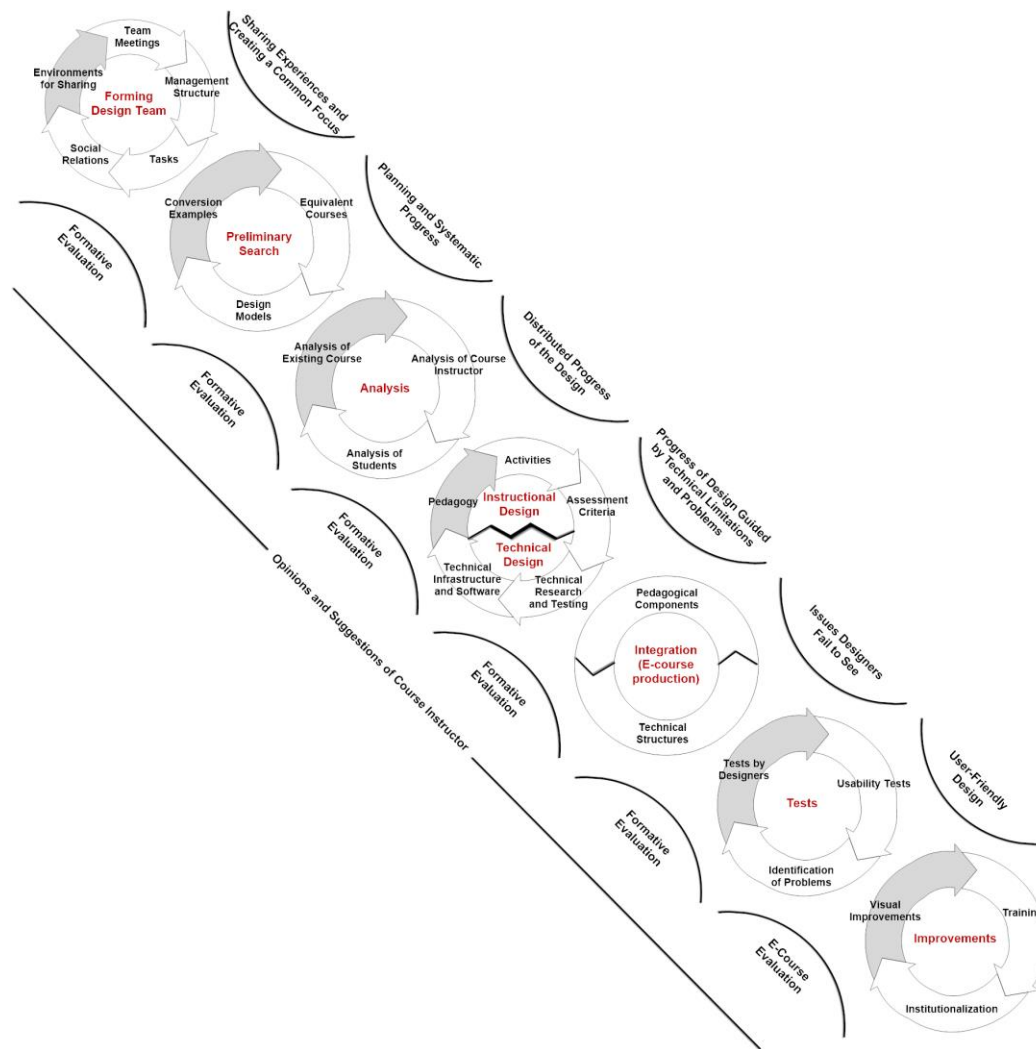 Team
Meetings
Environments
for Sharing
Management
Structure
Forming
Design Team
Social
Relations
Tasks
Sharing Experiences and
Creating a Common Focus
Conversion
Examples
Equivalent
Courses
Preliminary
Search
Design
Models
Planning and Systematic
Progress
Formative
Evaluation
Analysis of
Existing Course
Analysis of Course
Instructor
Analysis
Analysis of
Students
Distributed Progress
of the Design
Formative
Evaluation
Activities
Pedagogy
Instructional
Design
Assessment
Criteria
Technical
Design
Technical
Infrastructure
and Software
Technical
Research
and Testing
Progress of Design Guided
by Technical Limitations
and Problems
Formative
Evaluation
Opinions and Suggestions of Course Instructor
Pedagogical
Components
Integration
(E-course
production)
Technical
Structures
Issues Designers
Fail to See
Formative
Evaluation
Tests by
Designers
Usability Tests
Tests
Identification
of Problems
User-Friendly
Design
Formative
Evaluation
Visual
Improvements
Trainin
Improvements
Institutionalization
E-Course
Evaluation